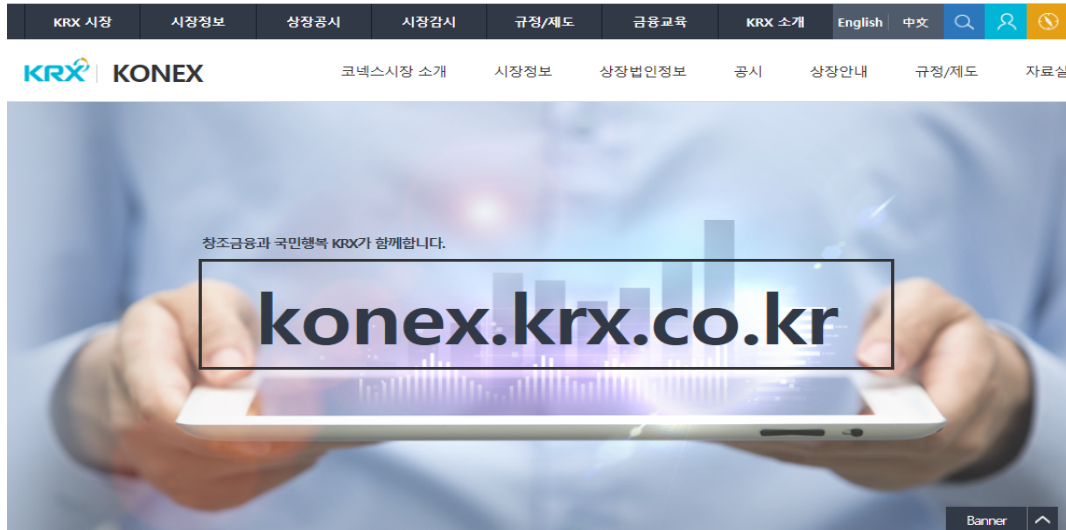 KRX 시장 시장정보 상장공시 시장감시 규정/제도 금융교육 KRX 소개 English 中文
KRX KONEX 코넥스시장 소개 시장정보 상장법인정보 공시 상장안내 규정/제도 자료실
창조금융과 국민행복 KRX가 함께합니다.
konex.krx.co.kr
Banner